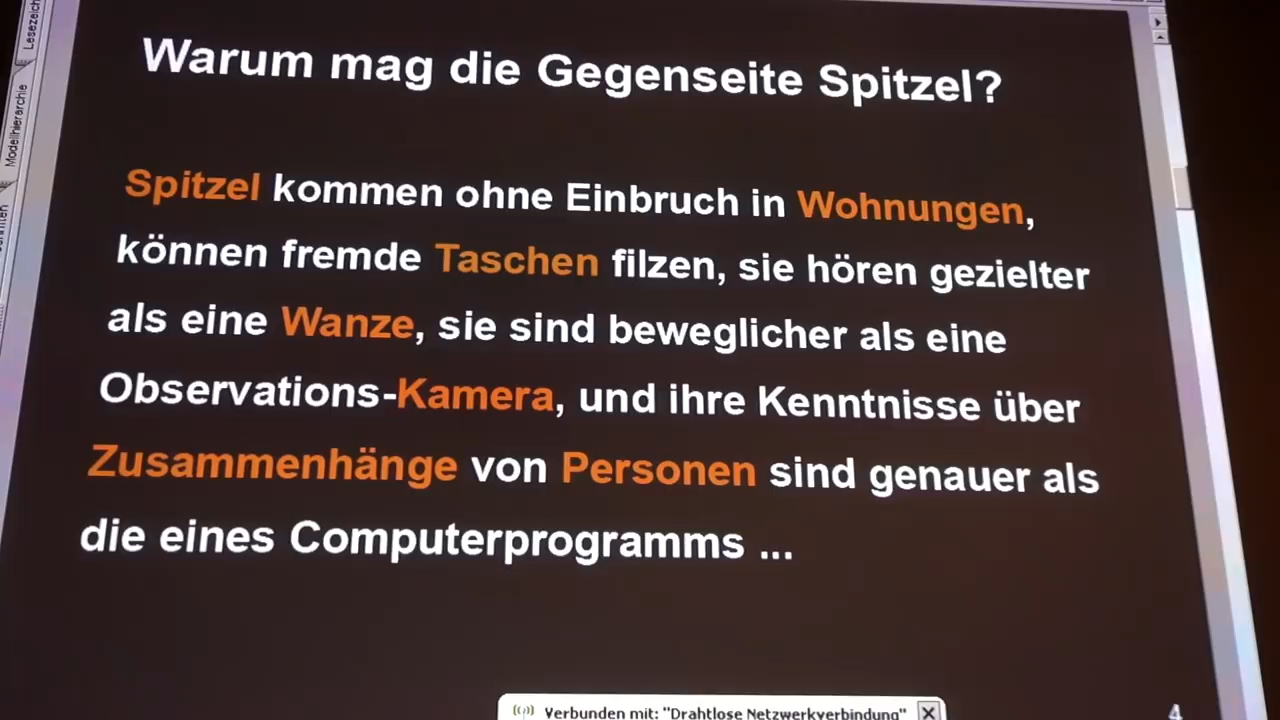 Warum mag die Gegenseite Spitzel?
Spitzel kommen ohne Einbruch in Wohnungen,
können fremde Taschen filzen, sie hören gezielter
als eine Wanze, sie sind beweglicher als eine
Observations-Kamera, und ihre Kenntnisse über
Zusammenhänge von Personen sind genauer als
die eines Computerprogramms ...
Verbunden mit: "Drahtlose Netzwerkverbindung"
4
Lesezeich
Modellhierarchie